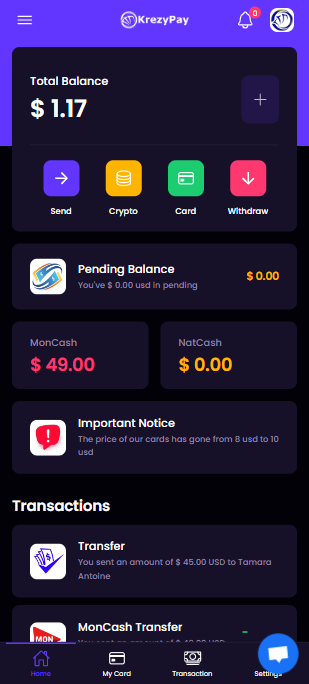 KrezyPay
0
Total Balance
$ 1.17
Send Crypto Card Withdraw
Pending Balance
You've $ 0.00 usd in pending
$ 0.00
MonCash
$ 49.00
NatCash
$ 0.00
Important Notice
The price of our cards has gone from 8 usd to 10
usd
Transactions
Transfer
You sent an amount of $ 45.00 USD to Tamara
Antoine
MonCash Transfer
MON
Home My Card Transaction Settings